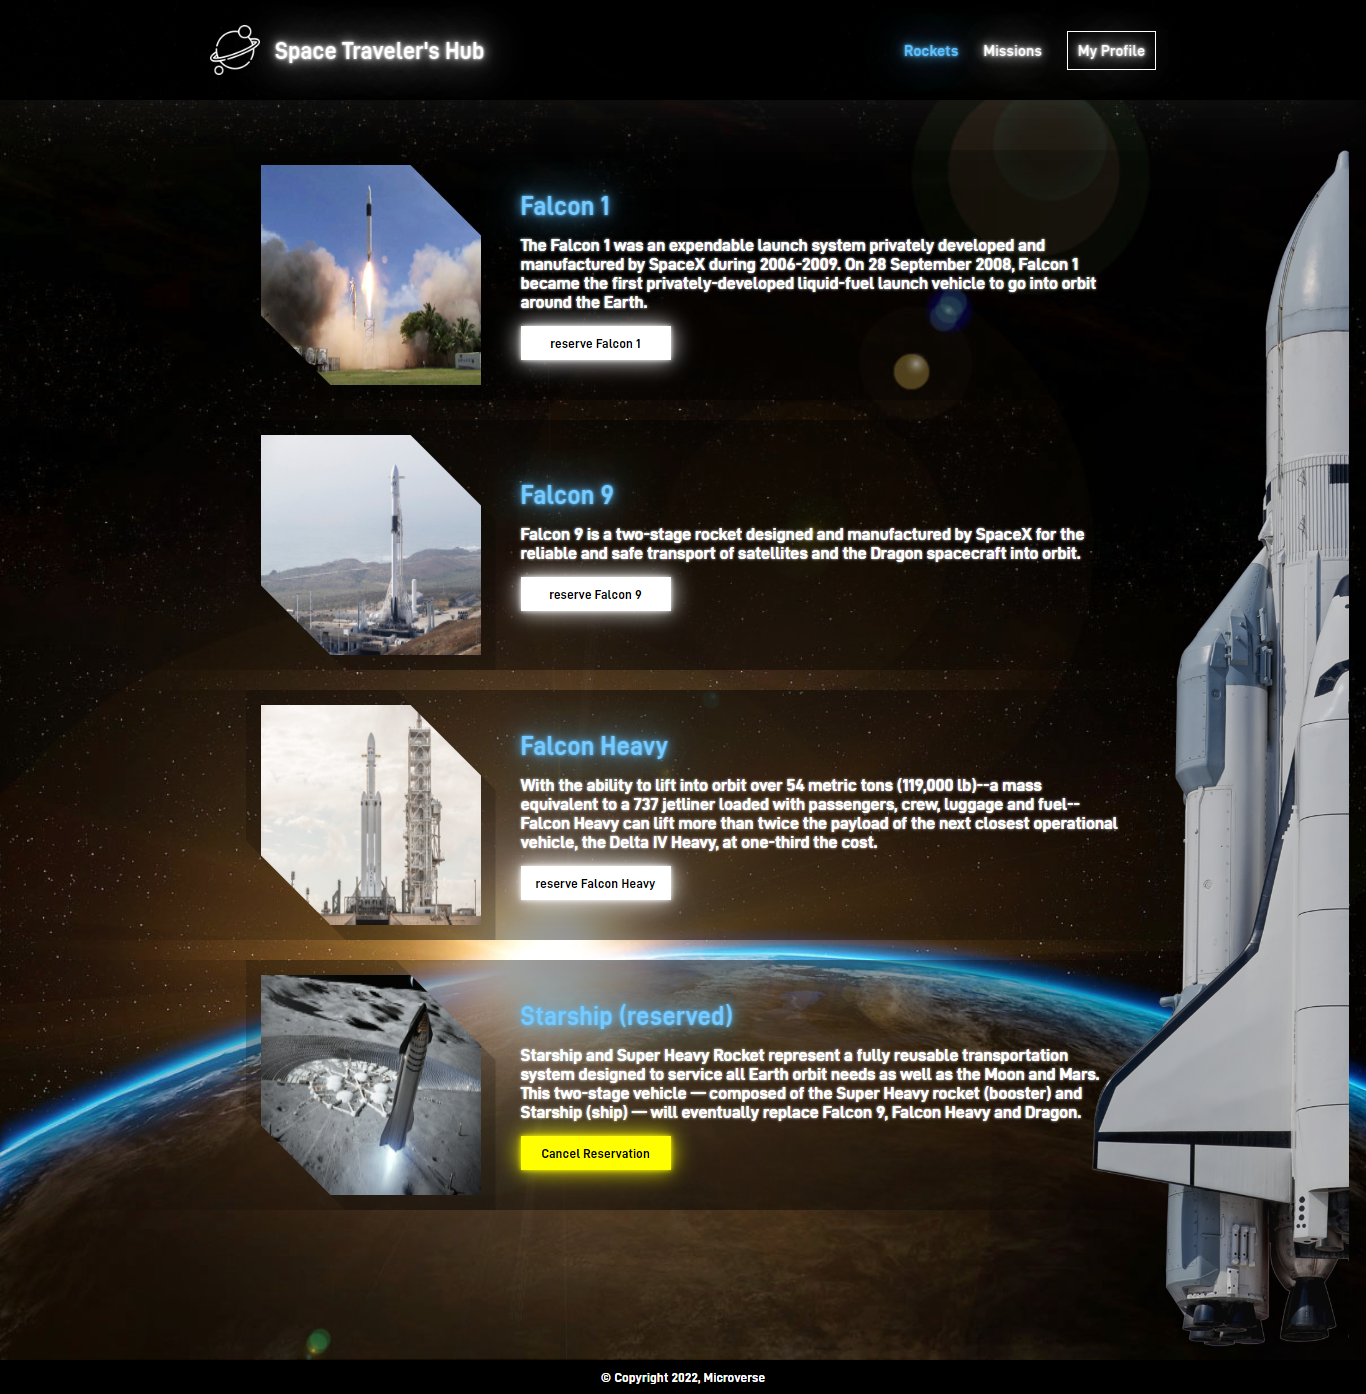 Space Traveler's Hub
Rockets Missions My Profile
Falcon 1
The Falcon 1 was an expendable launch system privately developed and
manufactured by SpaceX during 2006-2009. On 28 September 2008, Falcon 1
became the first privately-developed liquid-fuel launch vehicle to go into orbit
around the Earth.
reserve Falcon 1
Falcon 9
Falcon 9 is a two-stage rocket designed and manufactured by SpaceX for the
reliable and safe transport of satellites and the Dragon spacecraft into orbit.
reserve Falcon 9
Falcon Heavy
With the ability to lift into orbit over 54 metric tons (119,000 lb)--a mass
equivalent to a 737 jetliner loaded with passengers, crew, luggage and fuel--
Falcon Heavy can lift more than twice the payload of the next closest operational
vehicle, the Delta IV Heavy, at one-third the cost.
reserve Falcon Heavy
Starship (reserved)
Starship and Super Heavy Rocket represent a fully reusable transportation
system designed to service all Earth orbit needs as well as the Moon and Mars.
This two-stage vehicle — composed of the Super Heavy rocket (booster) and
Starship (ship) — will eventually replace Falcon 9, Falcon Heavy and Dragon.
Cancel Reservation
© Copyright 2022, Microverse